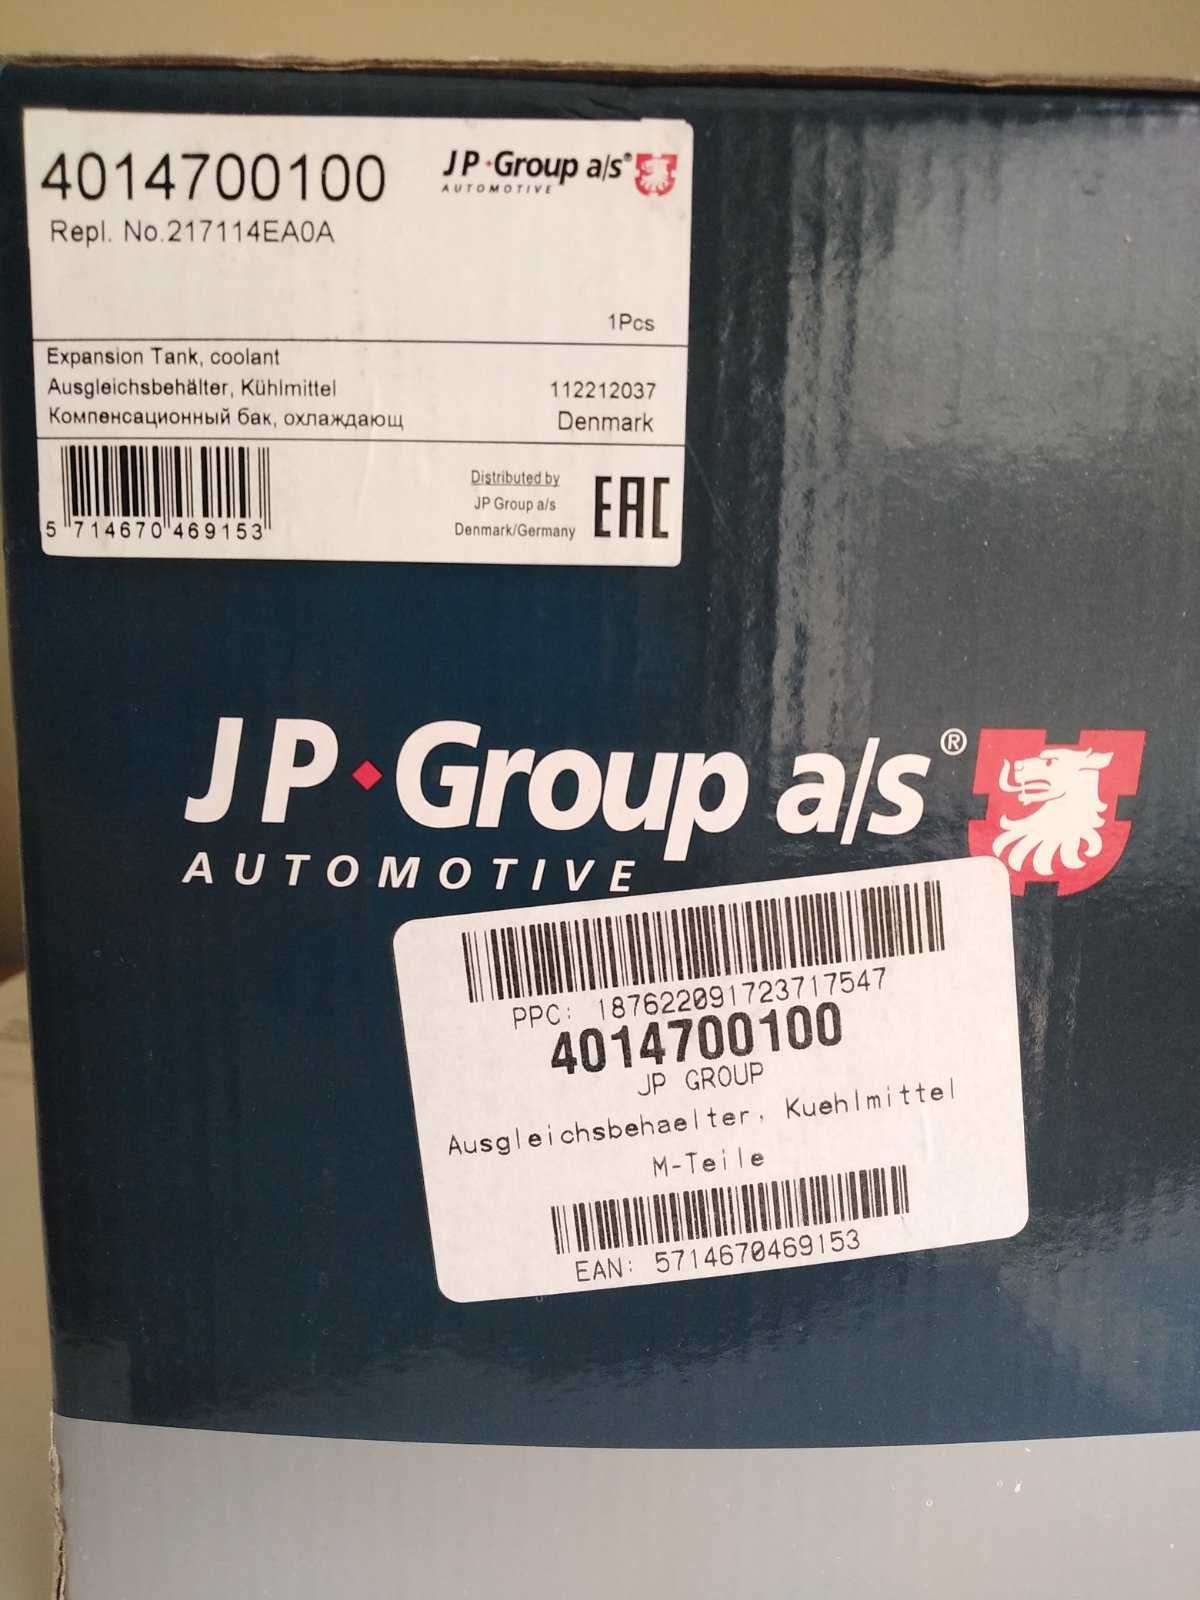 4014700100
JP Group a/s®
AUTOMOTIVE
Repl. No.217114EA0A
1Pcs
Expansion Tank, coolant
Ausgleichsbehälter, Kühlmittel
112212037
Компенсационный бак, охлаждающ
Denmark
5 714670 469153
Distributed by
JP Group a/s
Denmark/Germany
EAC
JP Group a/s®
AUTOMOTIVE
PPC: 187622091723717547
4014700100
JP GROUP
Ausgleichsbehaelter, Kuehlmittel
M-Teile
EAN: 5714670469153